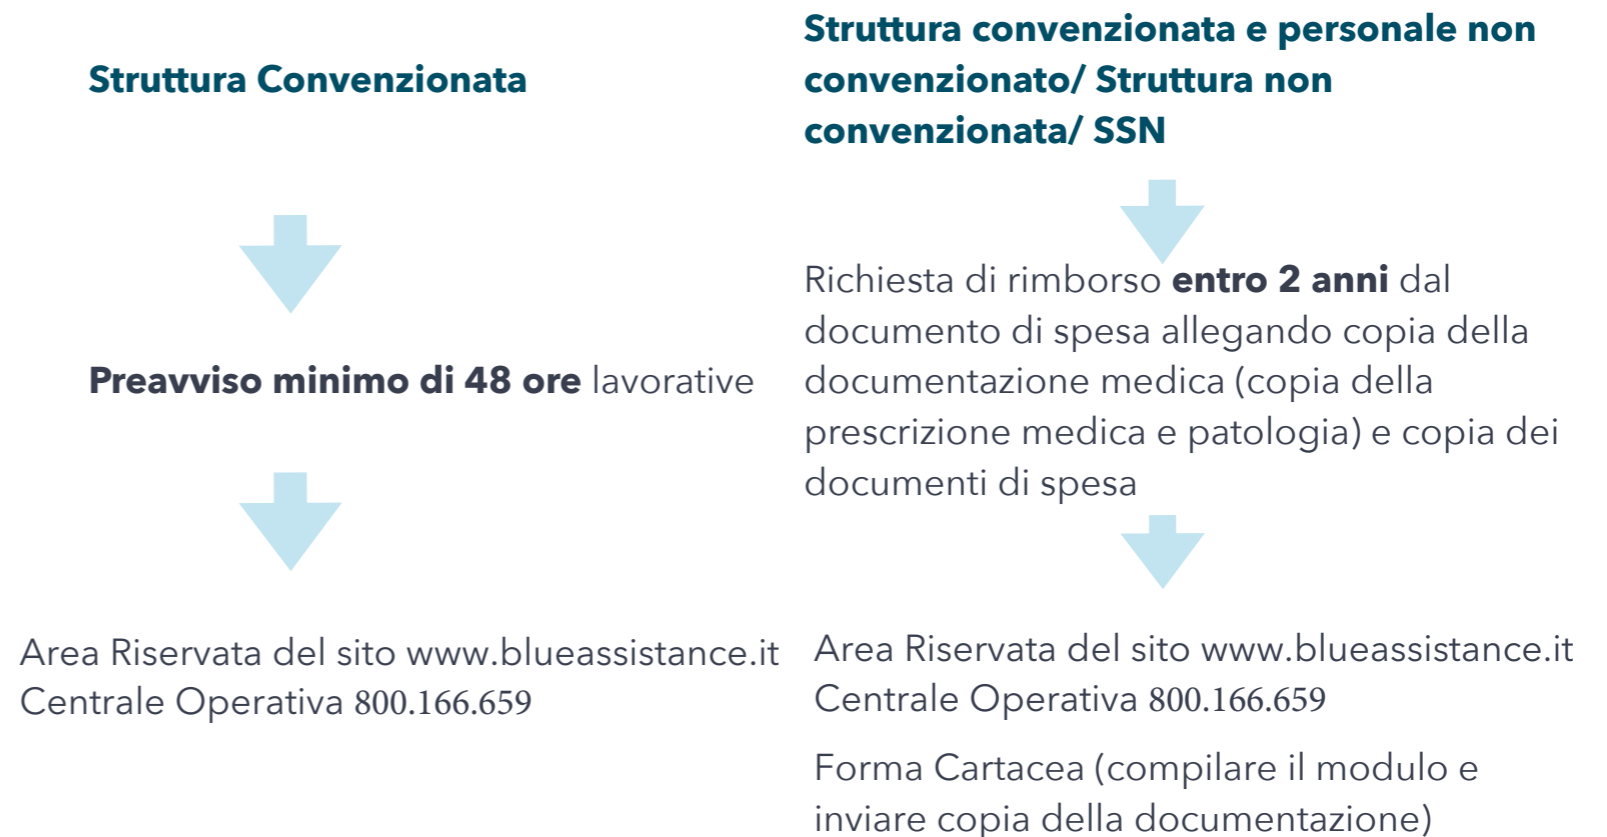 Struttura Convenzionata
Preavviso minimo di 48 ore lavorative
Area Riservata del sito www.blueassistance.it
Centrale Operativa 800.166.659
Struttura convenzionata e personale non
convenzionato/ Struttura non
convenzionata/ SSN
Richiesta di rimborso entro 2 anni dal
documento di spesa allegando copia della
documentazione medica (copia della
prescrizione medica e patologia) e copia dei
documenti di spesa
Area Riservata del sito www.blueassistance.it
Centrale Operativa 800.166.659
Forma Cartacea (compilare il modulo e
inviare copia della documentazione)